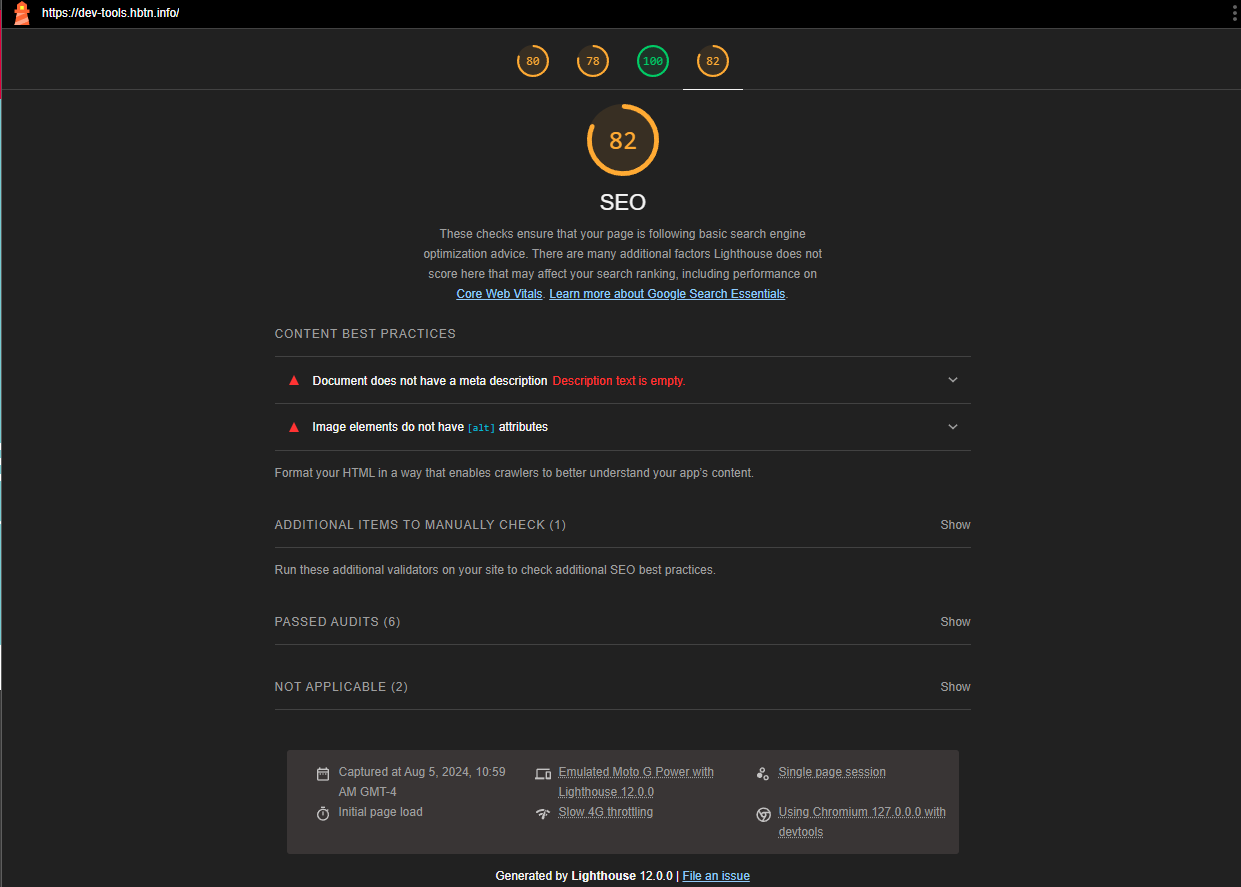 https://dev-tools.hbtn.info/
80 78 100 82
82
SEO
These checks ensure that your page is following basic search engine
optimization advice. There are many additional factors Lighthouse does not
score here that may affect your search ranking, including performance on
Core Web Vitals. Learn more about Google Search Essentials.
CONTENT BEST PRACTICES
Document does not have a meta description Description text is empty.
Image elements do not have [alt] attributes
Format your HTML in a way that enables crawlers to better understand your app's content.
ADDITIONAL ITEMS TO MANUALLY CHECK (1) Show
Run these additional validators on your site to check additional SEO best practices.
PASSED AUDITS (6) Show
NOT APPLICABLE (2) Show
Captured at Aug 5, 2024, 10:59
AM GMT-4
Emulated Moto G Power with
Lighthouse 12.0.0
Single page session
Initial page load
Slow 4G throttling
Using Chromium 127.0.0.0 with
devtools
Generated by Lighthouse 12.0.0 | File an issue